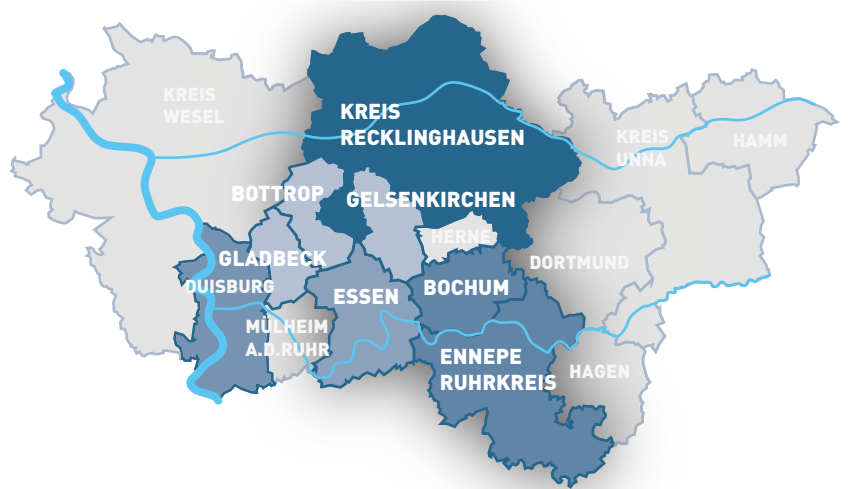 KREIS
WESEL
KREIS
RECKLINGHAUSEN
KREIS
UNNA
HAMM
BOTTROP
GELSENKIRCHEN
HERNE
GLADBECK
DORTMUND
DUISBURG
ESSEN
BOCHUM
MÜLHEIM
A.D.RUHR
ENNEPE
RUHRKREIS
HAGEN